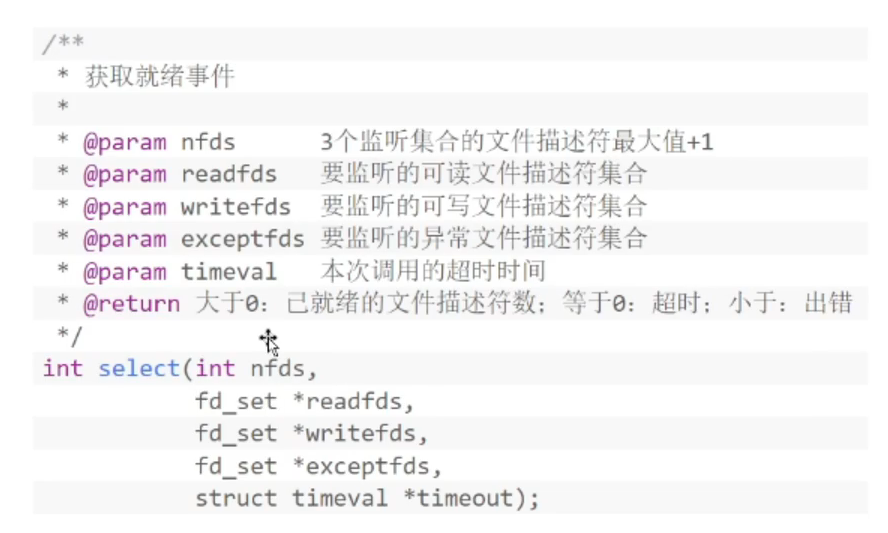 /**
 * 获取就绪事件
 *
 * @param nfds      3个监听集合的文件描述符最大值+1
 * @param readfds   要监听的可读文件描述符集合
 * @param writefds  要监听的可写文件描述符集合
 * @param exceptfds 要监听的异常文件描述符集合
 * @param timeval   本次调用的超时时间
 * @return 大于0：已就绪的文件描述符数；等于0：超时；小于：出错
 */
int select(int nfds,
           fd_set *readfds,
           fd_set *writefds,
           fd_set *exceptfds,
           struct timeval *timeout);